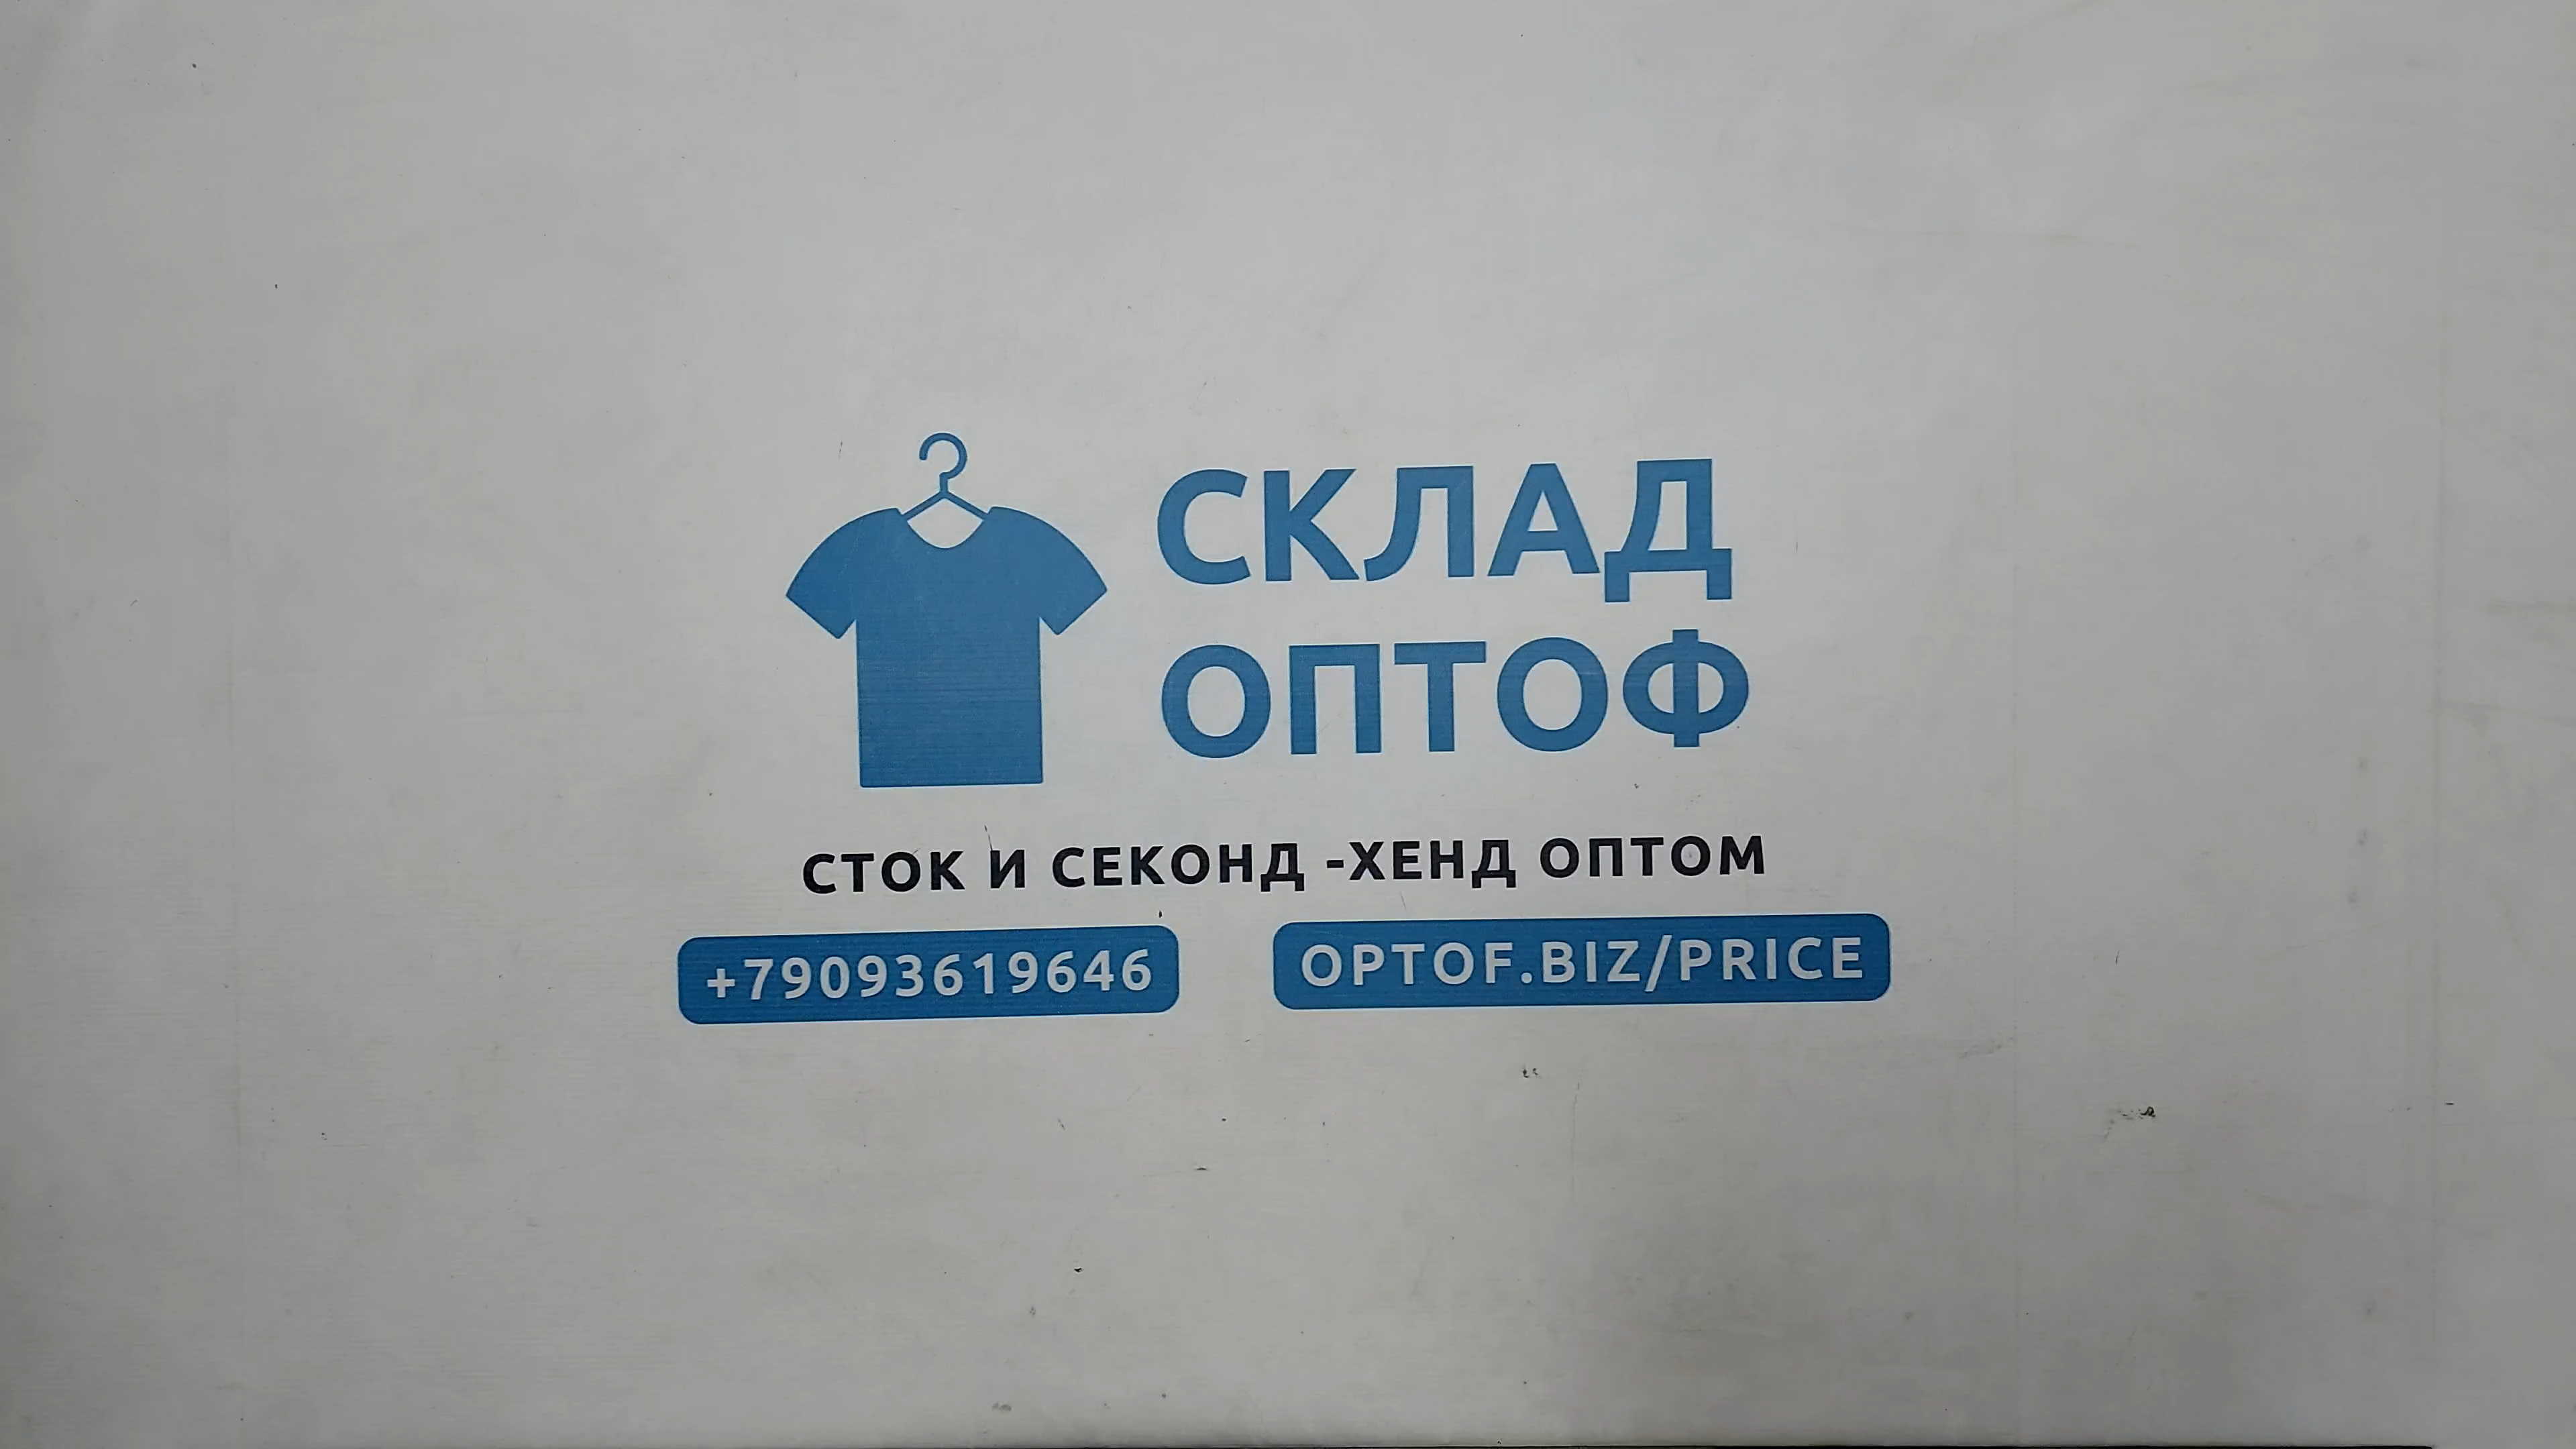 СКЛАД
ОПТОФ
СТОК И СЕКОНД -ХЕНД ОПТОМ
+79093619646
OPTOF.BIZ/PRICE